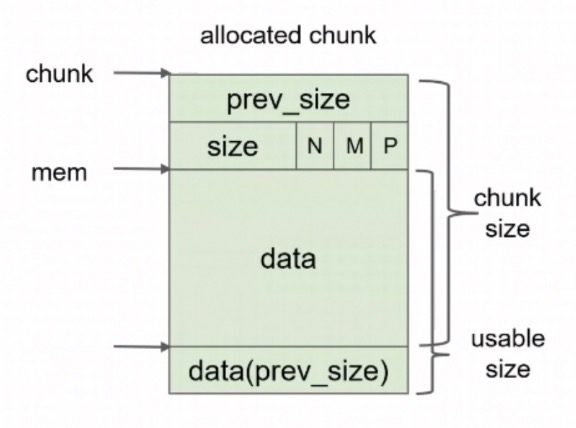 allocated chunk
chunk
prev_size
size N M P
mem
chunk
size
data
usable
size
data(prev_size)